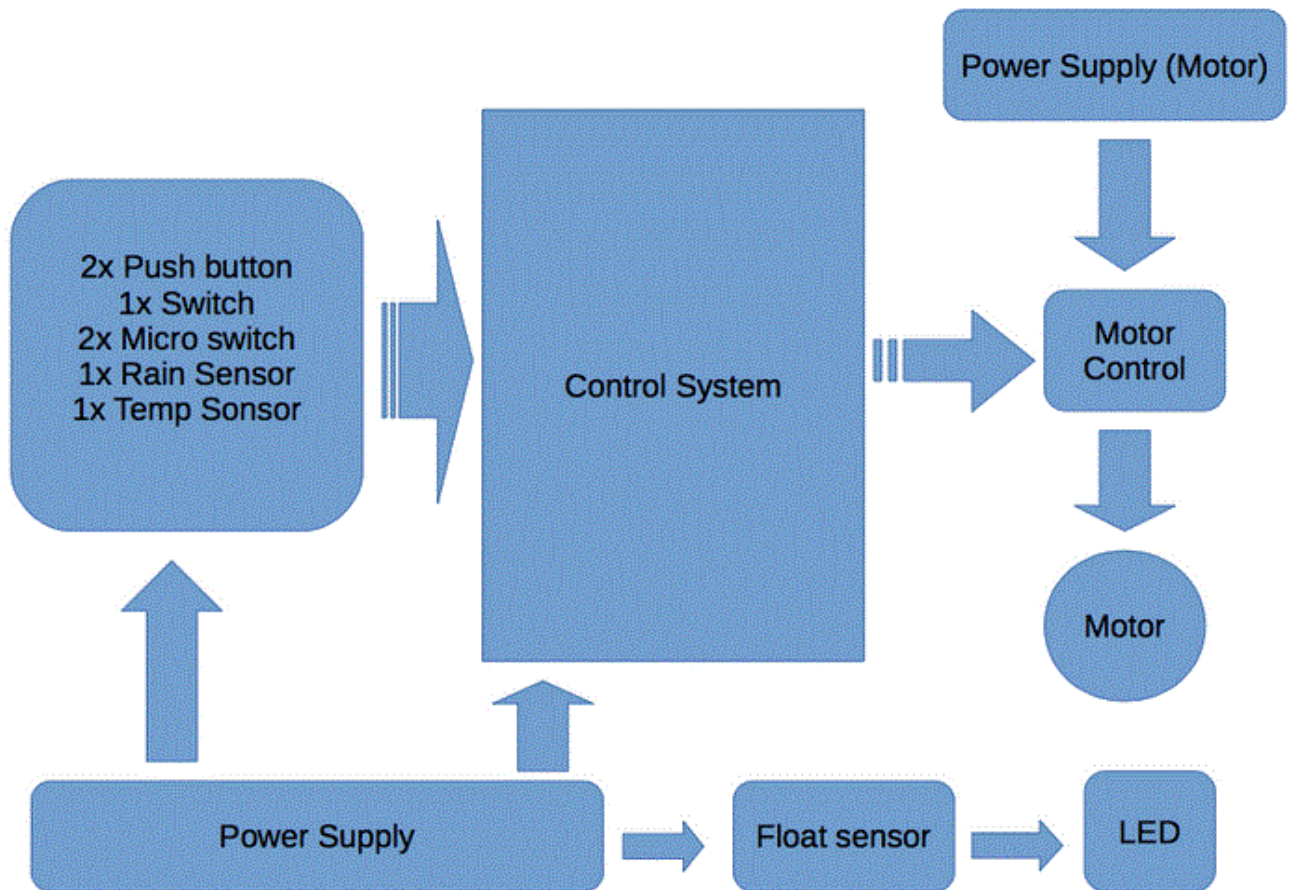 Power Supply (Motor)
2x Push button
1x Switch
2x Micro switch
1x Rain Sensor
1x Temp Sonsor
Control System
Motor
Control
Motor
Power Supply
Float sensor
LED